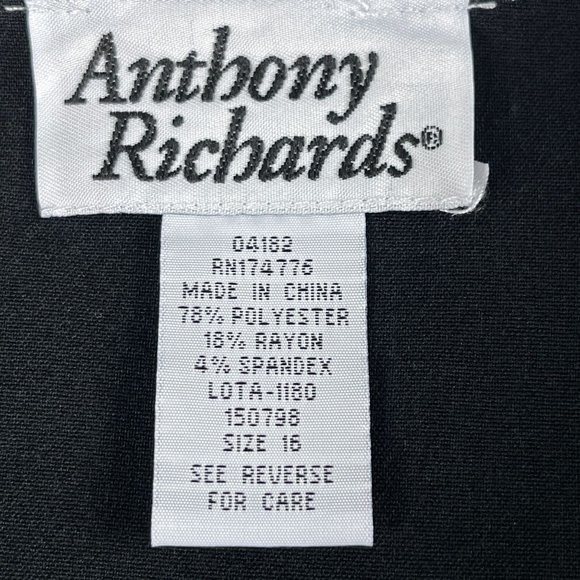 Anthony
Richards®
04182
RN174776
MADE IN CHINA
78% POLYESTER
18% RAYON
4% SPANDEX
LOTA-1180
150798
SIZE 16
SEE REVERSE
FOR CARE